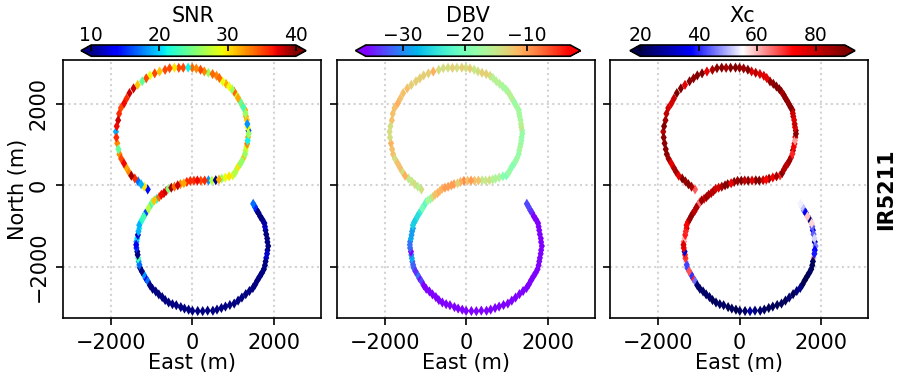 SNR DBV Xc
10 20 30 40 −30 −20 −10 20 40 60 80
2000
0
−2000
North (m)
IR5211
−2000 0 2000 −2000 0 2000 −2000 0 2000
East (m) East (m) East (m)